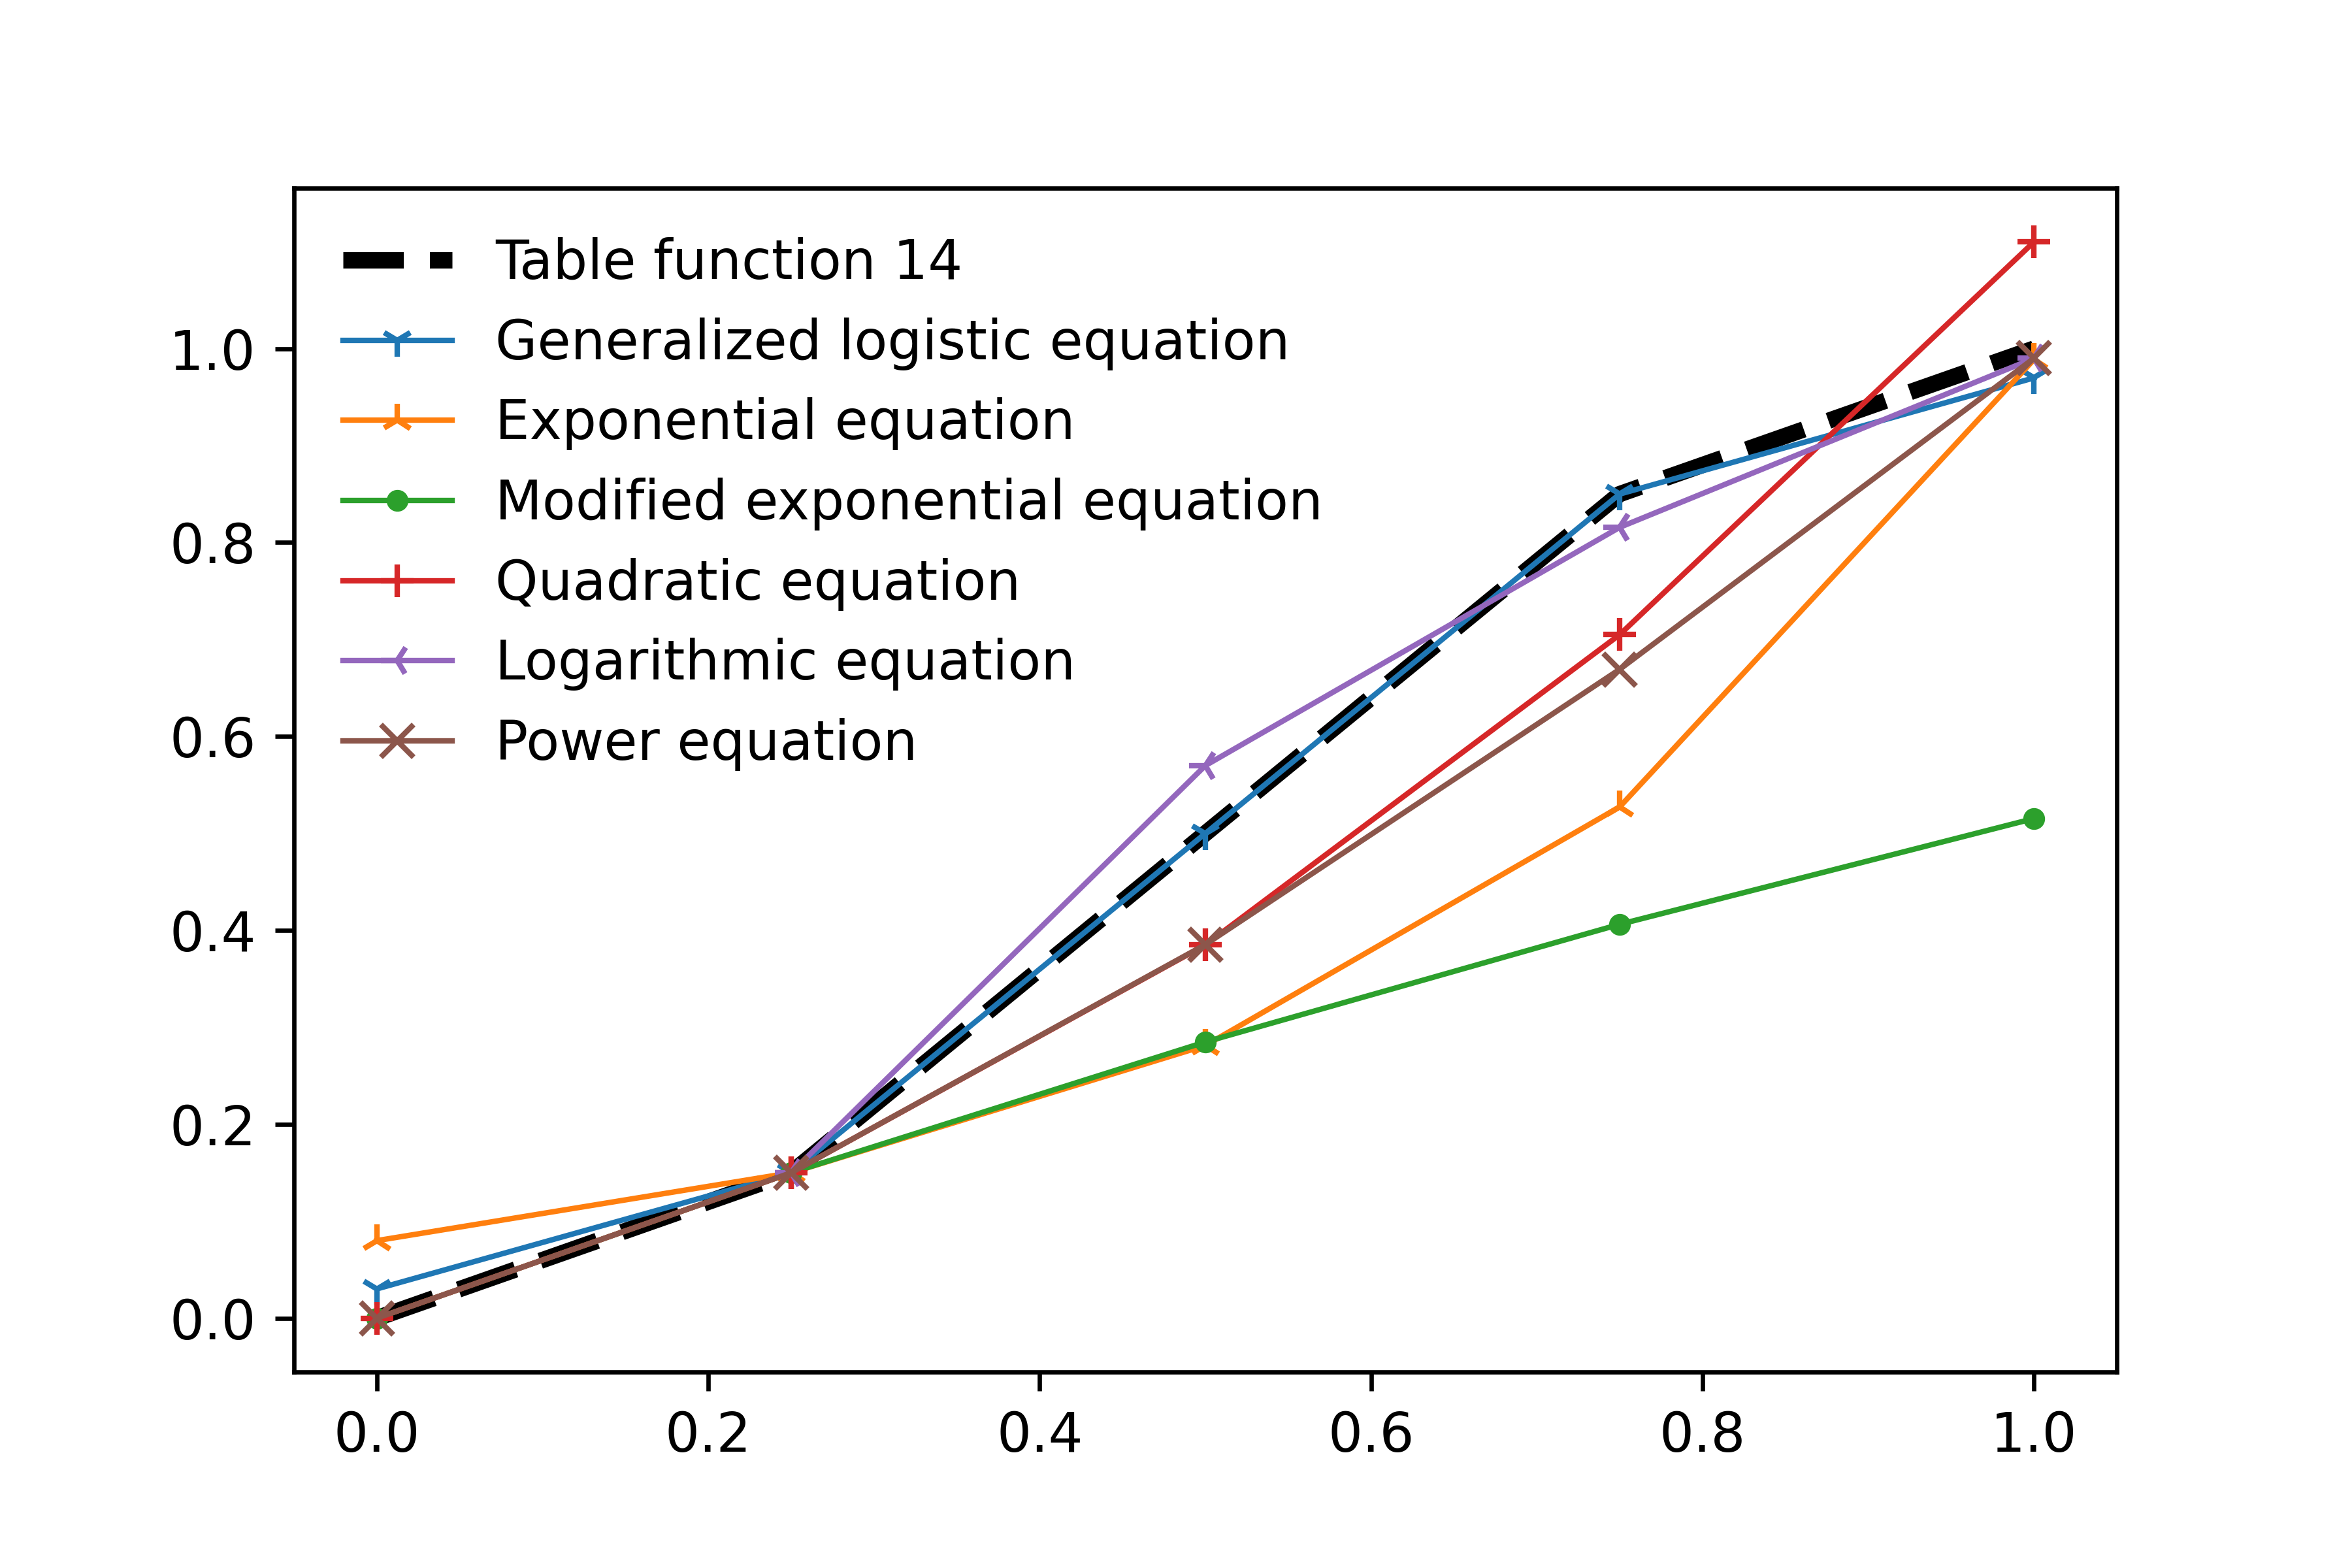 Table function 14
Generalized logistic equation
Exponential equation
Modified exponential equation
Quadratic equation
Logarithmic equation
Power equation
1.0
0.8
0.6
0.4
0.2
0.0
0.0 0.2 0.4 0.6 0.8 1.0